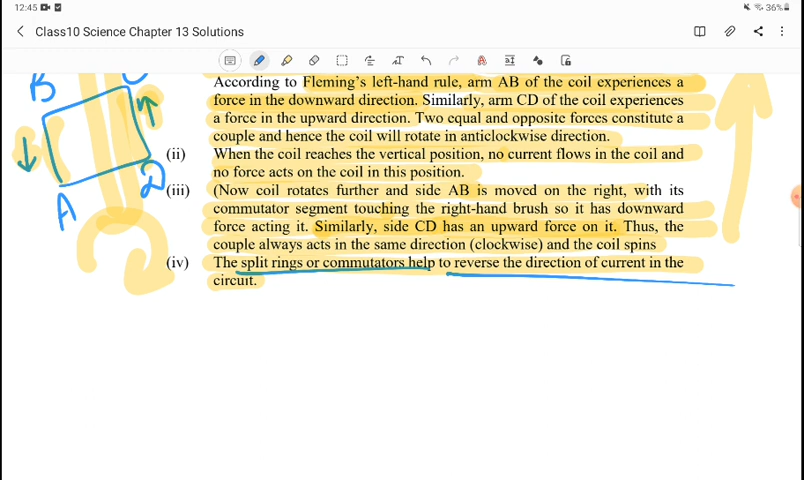 12:45
36%
Class10 Science Chapter 13 Solutions
B
C
According to Fleming's left-hand rule, arm AB of the coil experiences a
force in the downward direction. Similarly, arm CD of the coil experiences
a force in the upward direction. Two equal and opposite forces constitute a
couple and hence the coil will rotate in anticlockwise direction.
(ii) When the coil reaches the vertical position, no current flows in the coil and
no force acts on the coil in this position.
D
A
(iii) (Now coil rotates further and side AB is moved on the right, with its
commutator segment touching the right-hand brush so it has downward
force acting it. Similarly, side CD has an upward force on it. Thus, the
couple always acts in the same direction (clockwise) and the coil spins
(iv) The split rings or commutators help to reverse the direction of current in the
circuit.